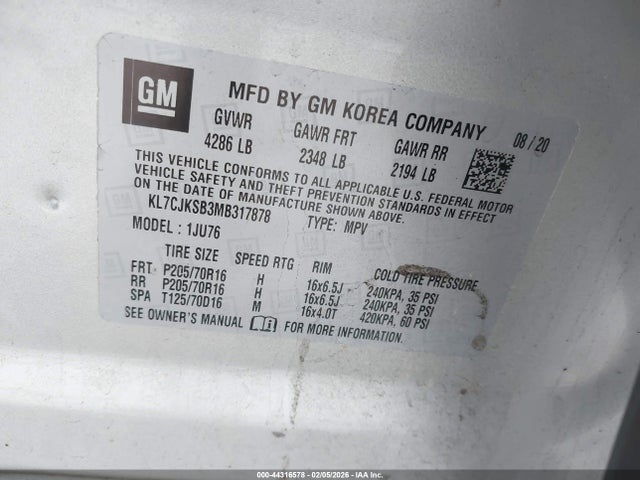 GM
MFD BY GM KOREA COMPANY 08 / 20
GVWR GAWR FRT GAWR RR
4286 LB 2348 LB 2194 LB
THIS VEHICLE CONFORMS TO ALL APPLICABLE U.S. FEDERAL MOTOR
VEHICLE SAFETY AND THEFT PREVENTION STANDARDS IN EFFECT
ON THE DATE OF MANUFACTURE SHOWN ABOVE.
KL7CJKSB3MB317878 TYPE: MPV
MODEL : 1JU76
TIRE SIZE SPEED RTG RIM COLD TIRE PRESSURE
FRT P205/70R16 H 16x6.5J 240KPA, 35 PSI
RR P205/70R16 H 16x6.5J 240KPA, 35 PSI
SPA T125/70D16 M 16x4.0T 420KPA, 60 PSI
SEE OWNER'S MANUAL FOR MORE INFORMATION
000-44316578 - 02/05/2026 - IAAI, Inc.